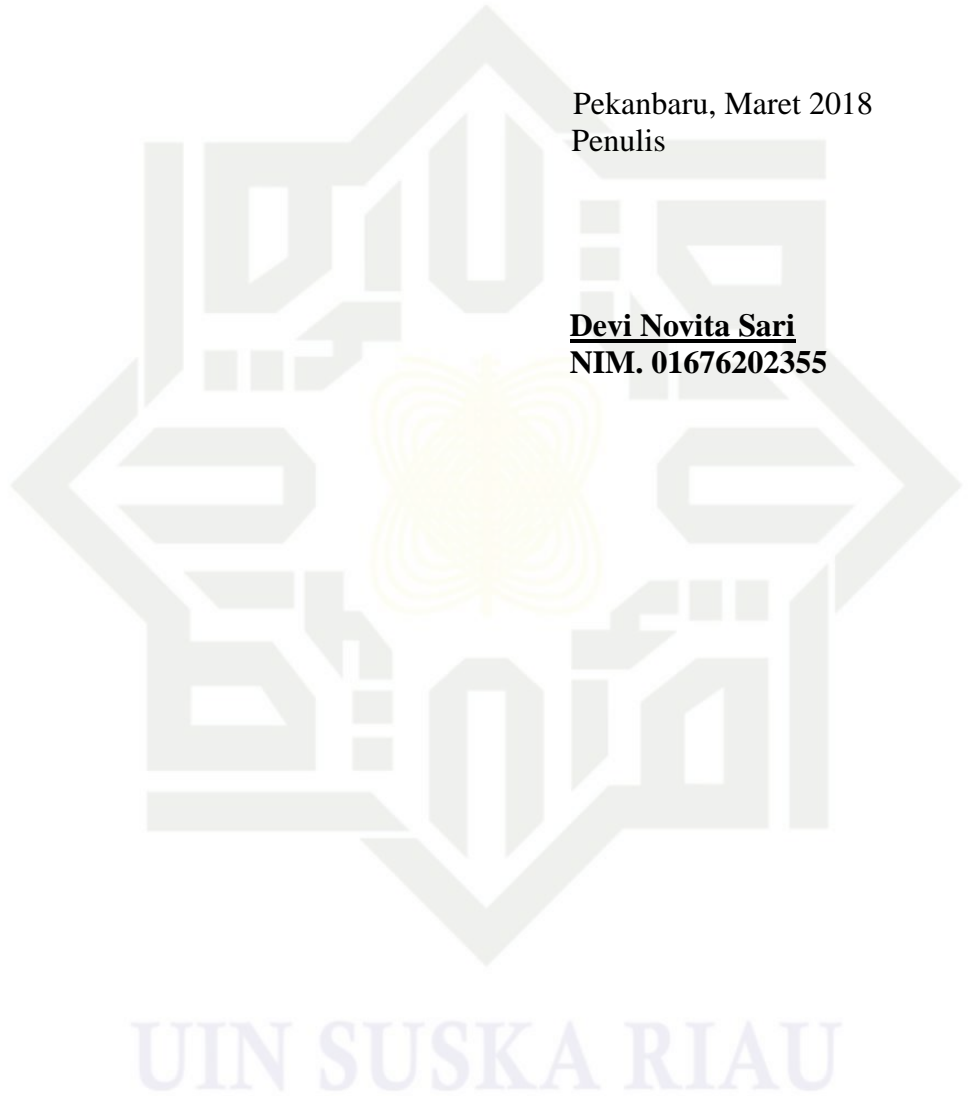 Pekanbaru, Maret 2018
Penulis
Devi Novita Sari
NIM. 01676202355
UIN SUSKA RIAU